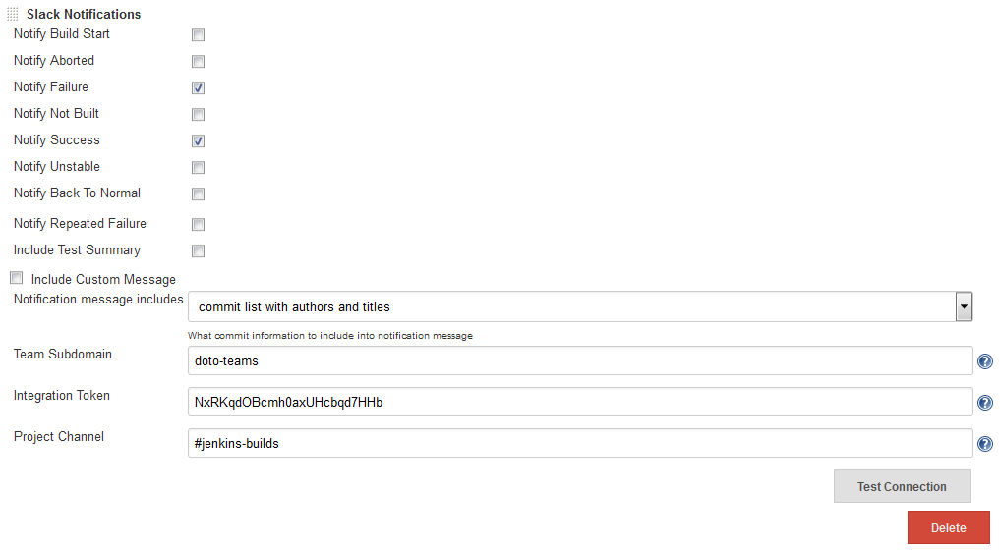 Slack Notifications
Notify Build Start
Notify Aborted
Notify Failure
Notify Not Built
Notify Success
Notify Unstable
Notify Back To Normal
Notify Repeated Failure
Include Test Summary
Include Custom Message
Notification message includes commit list with authors and titles
What commit information to include into notification message
Team Subdomain doto-teams
Integration Token NxRKqdOBcmh0axUHcbqd7HHb
Project Channel #jenkins-builds
Test Connection
Delete